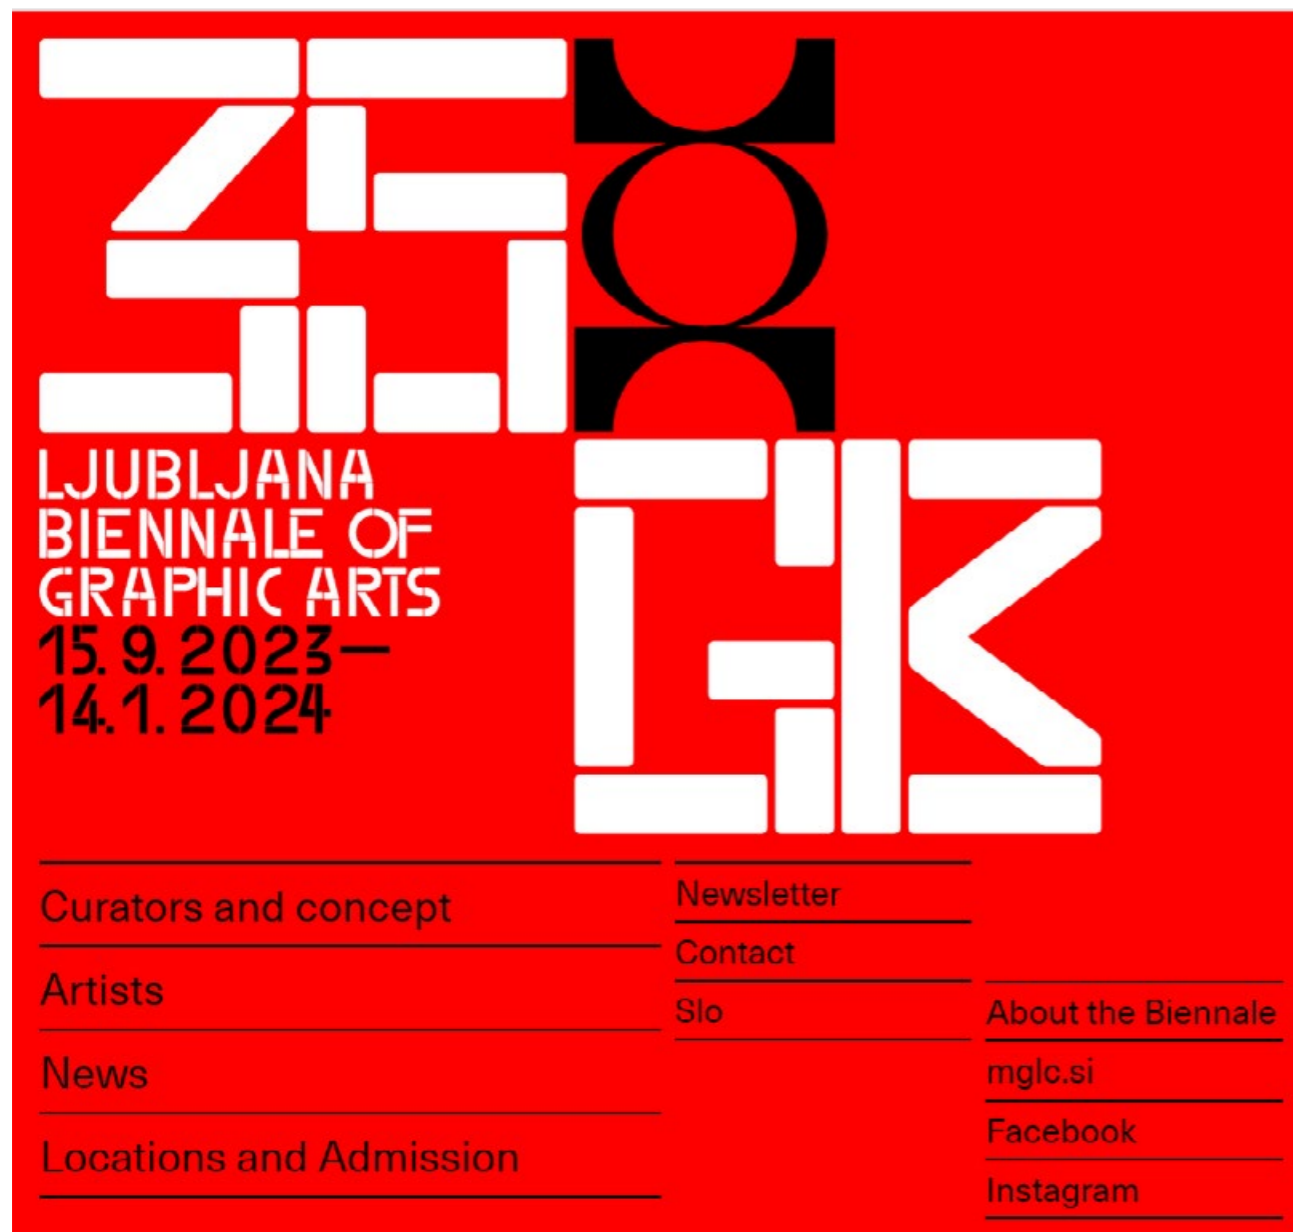 35
GK
LJUBLJANA
BIENNALE OF
GRAPHIC ARTS
15. 9. 2023—
14. 1. 2024
Curators and concept
Artists
News
Locations and Admission
Newsletter
Contact
Slo
About the Biennale
mglc.si
Facebook
Instagram